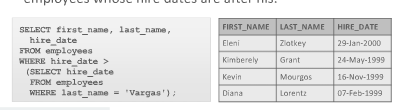 employees whose hire dates are after his.
SELECT first_name, last_name,
hire_date
FROM employees
WHERE hire_date >
(SELECT hire_date
FROM employees
WHERE last_name = 'Vargas');
FIRST_NAME LAST_NAME HIRE_DATE
Eleni Zlotkey 29-Jan-2000
Kimberely Grant 24-May-1999
Kevin Mourgos 16-Nov-1999
Diana Lorentz 07-Feb-1999